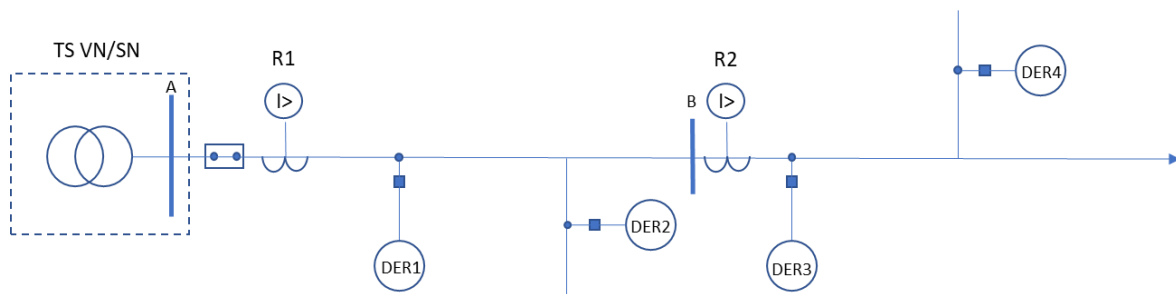 TS VN/SN
A
R1
I>
DER1
DER2
B
R2
I>
DER3
DER4